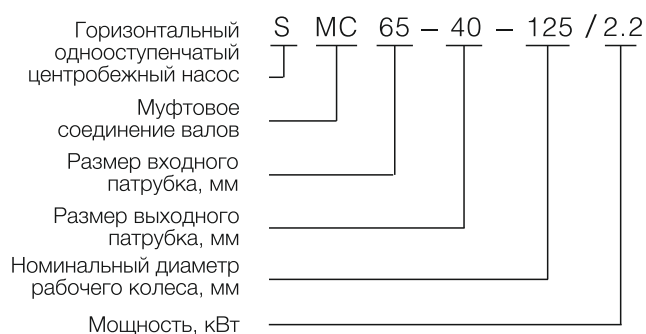 S MC 65 – 40 – 125 / 2.2
Горизонтальный
однооступенчатый
центробежный насос
Муфтовое
соединение валов
Размер входного
патрубка, мм
Размер выходного
патрубка, мм
Номинальный диаметр
рабочего колеса, мм
Мощность, кВт